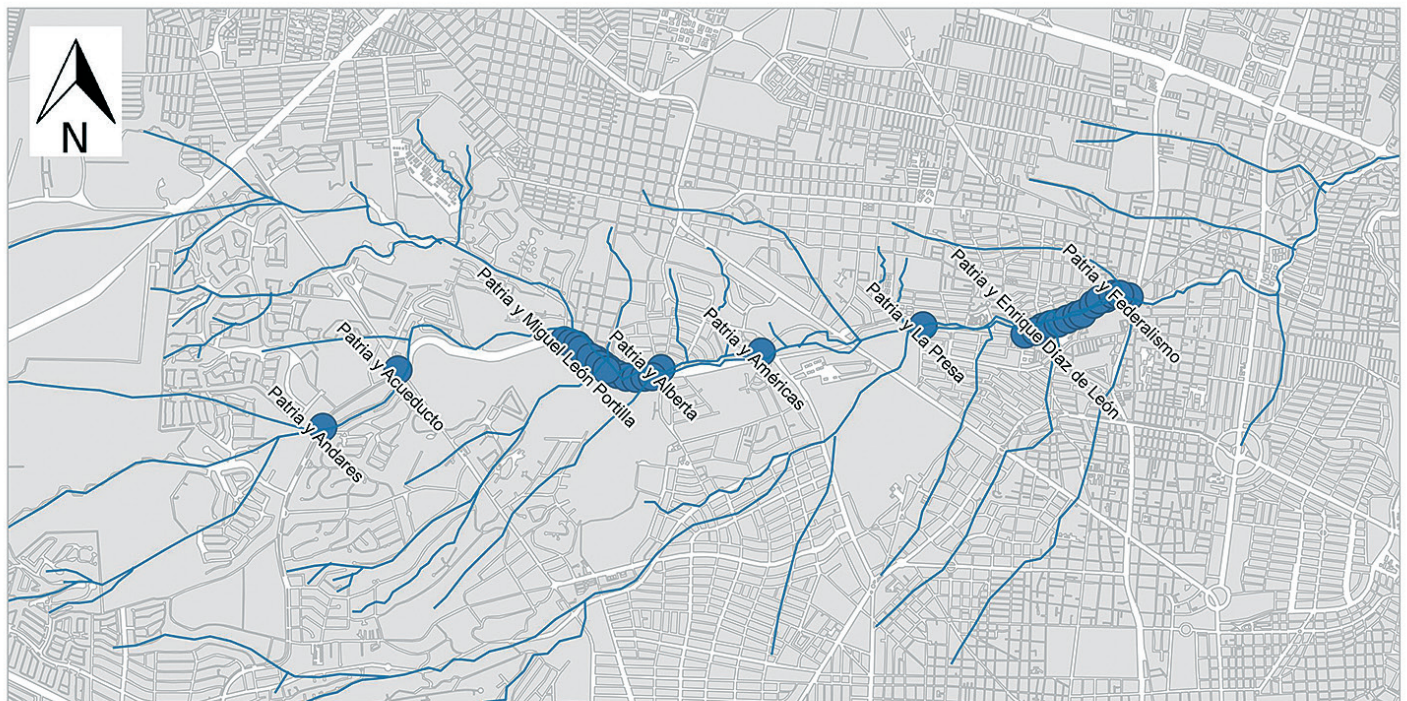 N
Patria y Andares
Patria y Acueducto
Patria y Miguel León Portilla
Patria y Alberta
Patria y Américas
Patria y La Presa
Patria y Enrique Díaz de León
Patria y Federalismo